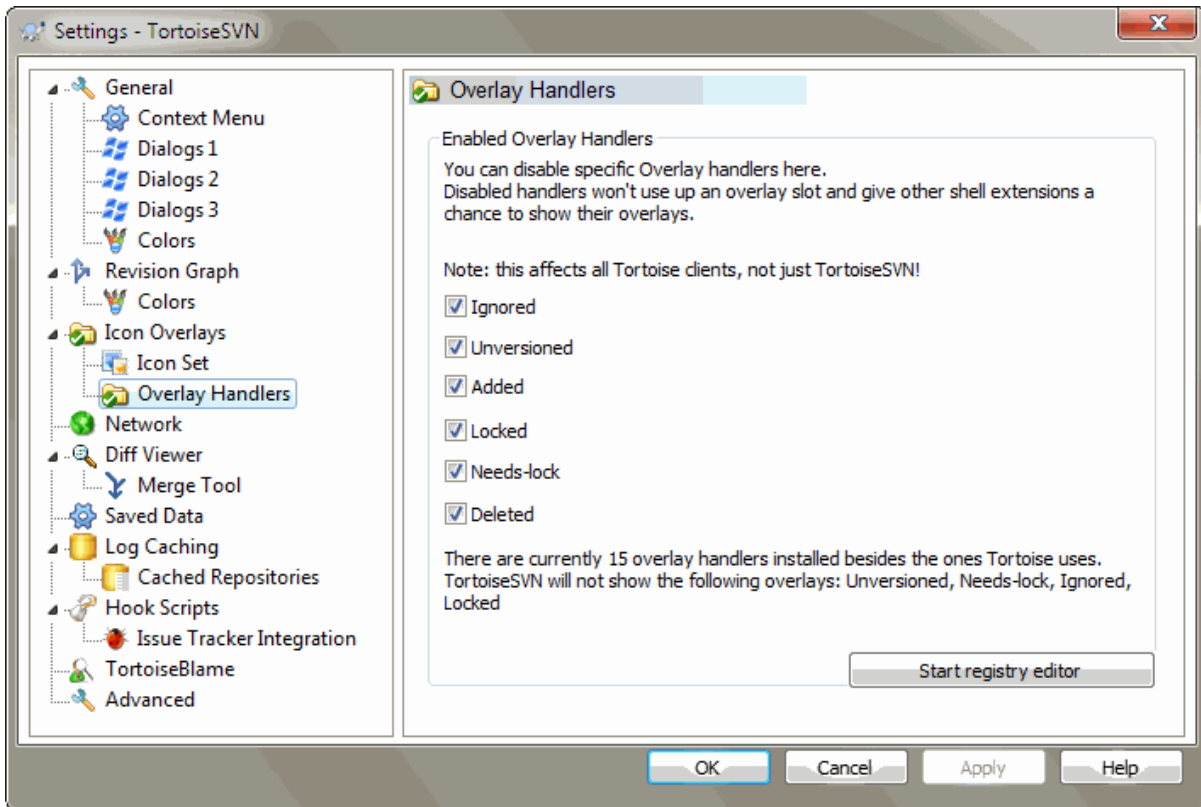 Settings - TortoiseSVN
General
Context Menu
Dialogs 1
Dialogs 2
Dialogs 3
Colors
Revision Graph
Colors
Icon Overlays
Icon Set
Overlay Handlers
Network
Diff Viewer
Merge Tool
Saved Data
Log Caching
Cached Repositories
Hook Scripts
Issue Tracker Integration
TortoiseBlame
Advanced
Overlay Handlers
Enabled Overlay Handlers
You can disable specific Overlay handlers here.
Disabled handlers won't use up an overlay slot and give other shell extensions a
chance to show their overlays.
Note: this affects all Tortoise clients, not just TortoiseSVN!
Ignored
Unversioned
Added
Locked
Needs-lock
Deleted
There are currently 15 overlay handlers installed besides the ones Tortoise uses.
TortoiseSVN will not show the following overlays: Unversioned, Needs-lock, Ignored,
Locked
Start registry editor
OK
Cancel
Apply
Help